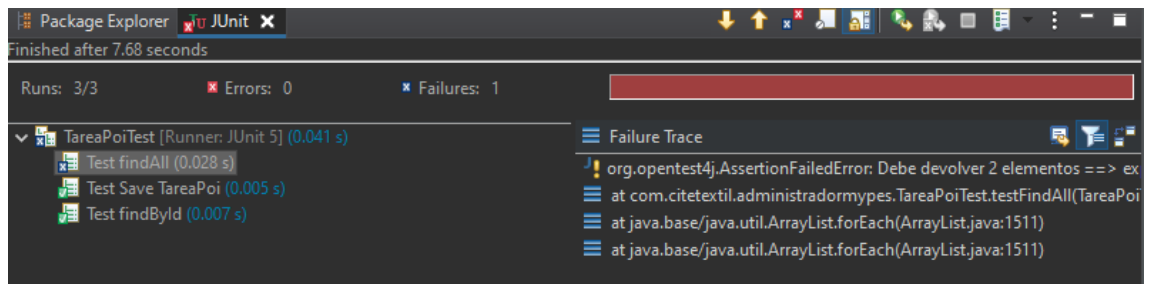 Package Explorer JUnit
Finished after 7.68 seconds
Runs: 3/3 Errors: 0 Failures: 1
TareaPoiTest [Runner: JUnit 5] (0.041 s)
Test findAll (0.028 s)
Test Save TareaPoi (0.005 s)
Test findById (0.007 s)
Failure Trace
org.opentest4j.AssertionFailedError: Debe devolver 2 elementos ==> ex
at com.citetextil.administradormypes.TareaPoiTest.testFindAll(TareaPoi
at java.base/java.util.ArrayList.forEach(ArrayList.java:1511)
at java.base/java.util.ArrayList.forEach(ArrayList.java:1511)